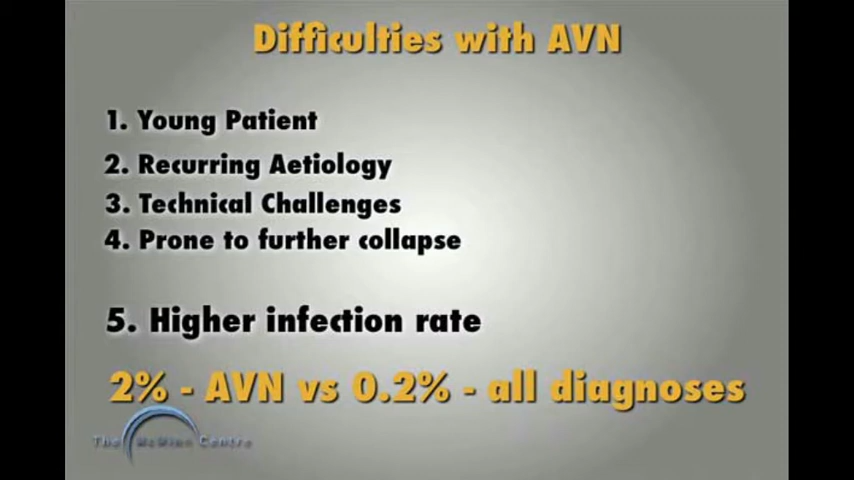 Difficulties with AVN
1. Young Patient
2. Recurring Aetiology
3. Technical Challenges
4. Prone to further collapse
5. Higher infection rate
2% - AVN vs 0.2% - all diagnoses
The McMinn Centre